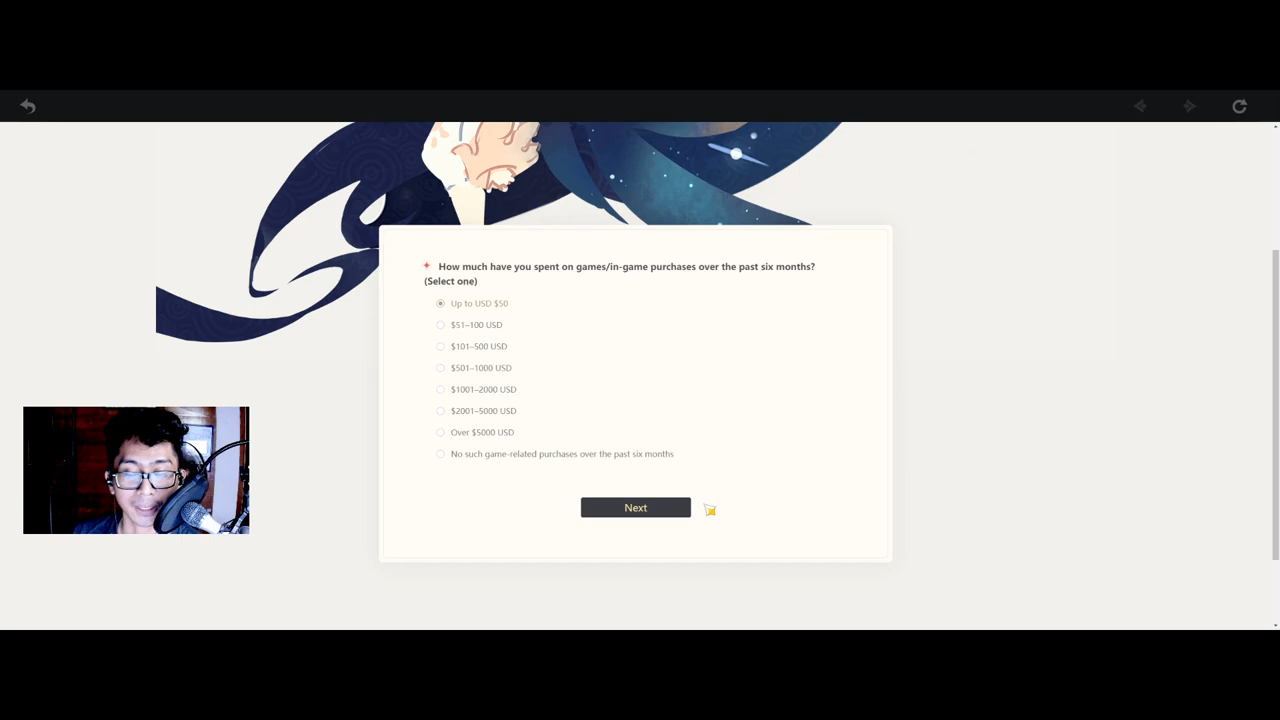 How much have you spent on games/in-game purchases over the past six months?
(Select one)
Up to USD $50
$51–100 USD
$101–500 USD
$501–1000 USD
$1001–2000 USD
$2001–5000 USD
Over $5000 USD
No such game-related purchases over the past six months
Next